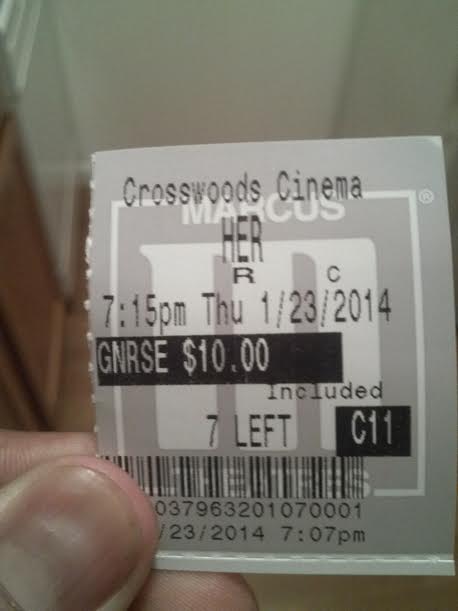 Crosswoods Cinema
MARCUS ®
HER
R C
7:15pm Thu 1/23/2014
GNRSE $10.00
Included
7 LEFT C11
037963201070001
/23/2014 7:07pm